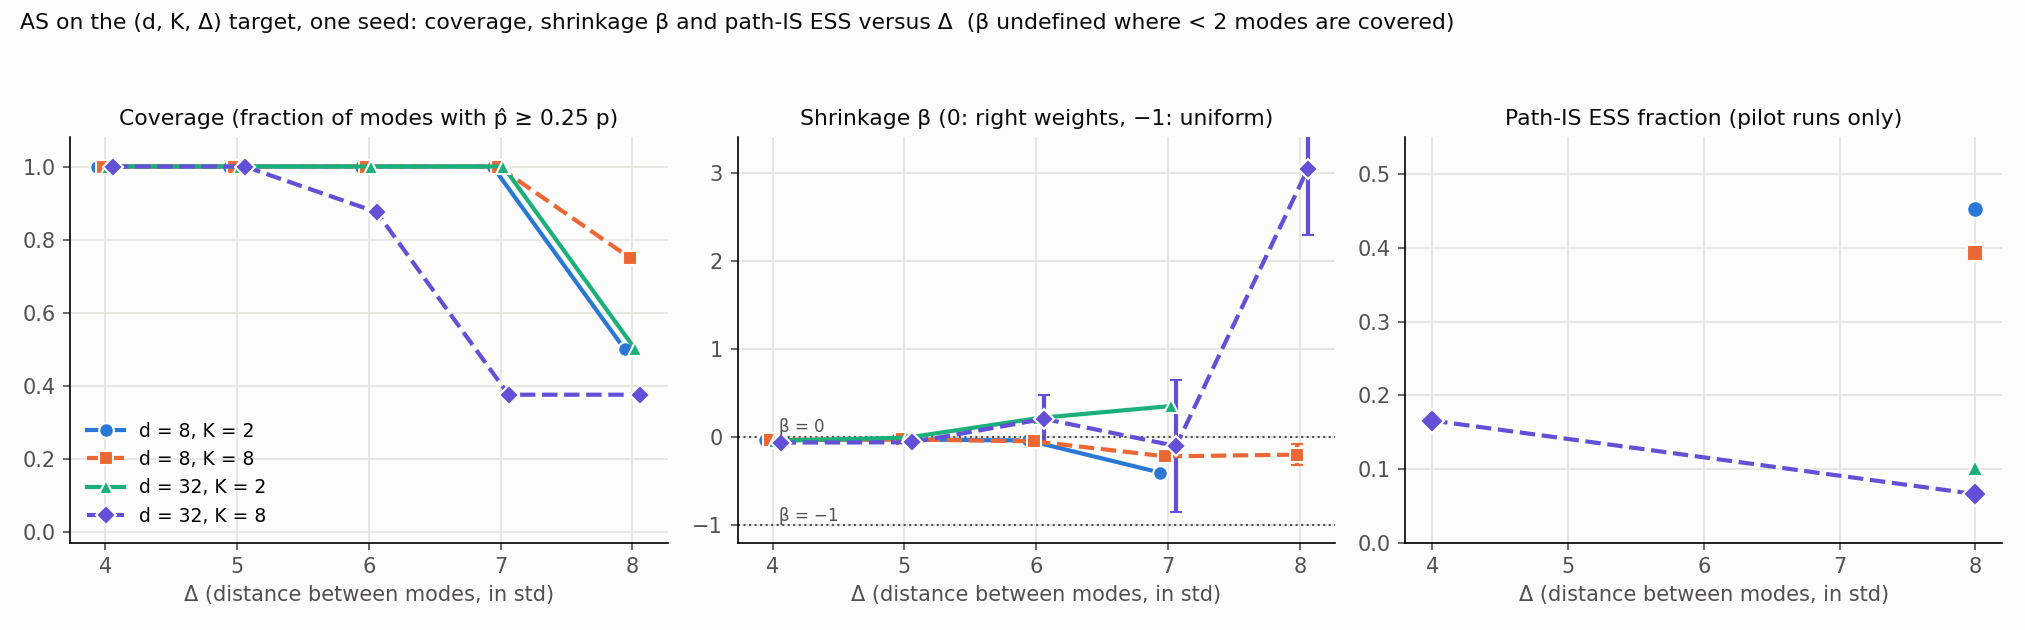 AS on the (d, K, Δ) target, one seed: coverage, shrinkage β and path-IS ESS versus Δ  (β undefined where < 2 modes are covered)
Coverage (fraction of modes with p̂ ≥ 0.25 p)
1.0
0.8
0.6
0.4
0.2
0.0
d = 8, K = 2
d = 8, K = 8
d = 32, K = 2
d = 32, K = 8
4 5 6 7 8
Δ (distance between modes, in std)
Shrinkage β (0: right weights, −1: uniform)
3
2
1
0
−1
β = 0
β = −1
4 5 6 7 8
Δ (distance between modes, in std)
Path-IS ESS fraction (pilot runs only)
0.5
0.4
0.3
0.2
0.1
0.0
4 5 6 7 8
Δ (distance between modes, in std)